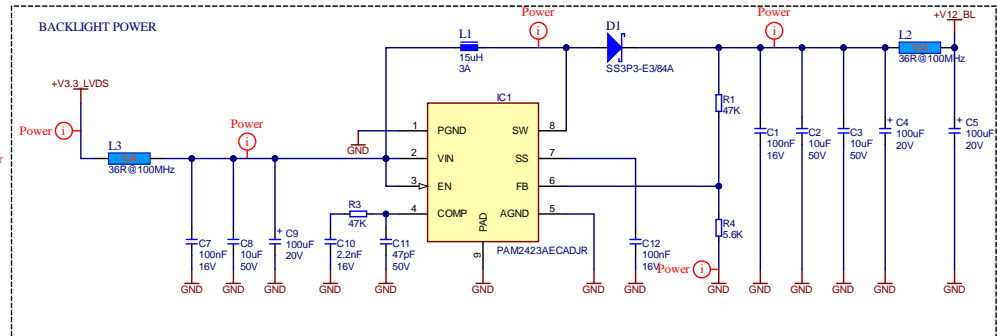 BACKLIGHT POWER
+V3.3_LVDS
Power
i
L3
10A
36R@100MHz
Power
i
C7
100nF
16V
C8
10uF
50V
+
C9
100uF
20V
GND
GND
GND
R3
47K
C10
2.2nF
16V
C11
47pF
50V
GND
GND
GND
L1
15uH
3A
IC1
1
PGND
2
VIN
3
EN
4
COMP
PAD
9
SW
8
SS
7
FB
6
AGND
5
PAM2423AECADJR
GND
GND
Power
i
D1
SS3P3-E3/84A
C12
100nF
16V
GND
Power
i
R1
47K
R4
5.6K
Power
i
GND
C1
100nF
16V
C2
10uF
50V
C3
10uF
50V
+
C4
100uF
20V
GND
GND
GND
GND
L2
10A
36R@100MHz
+V12_BL
+
C5
100uF
20V
GND